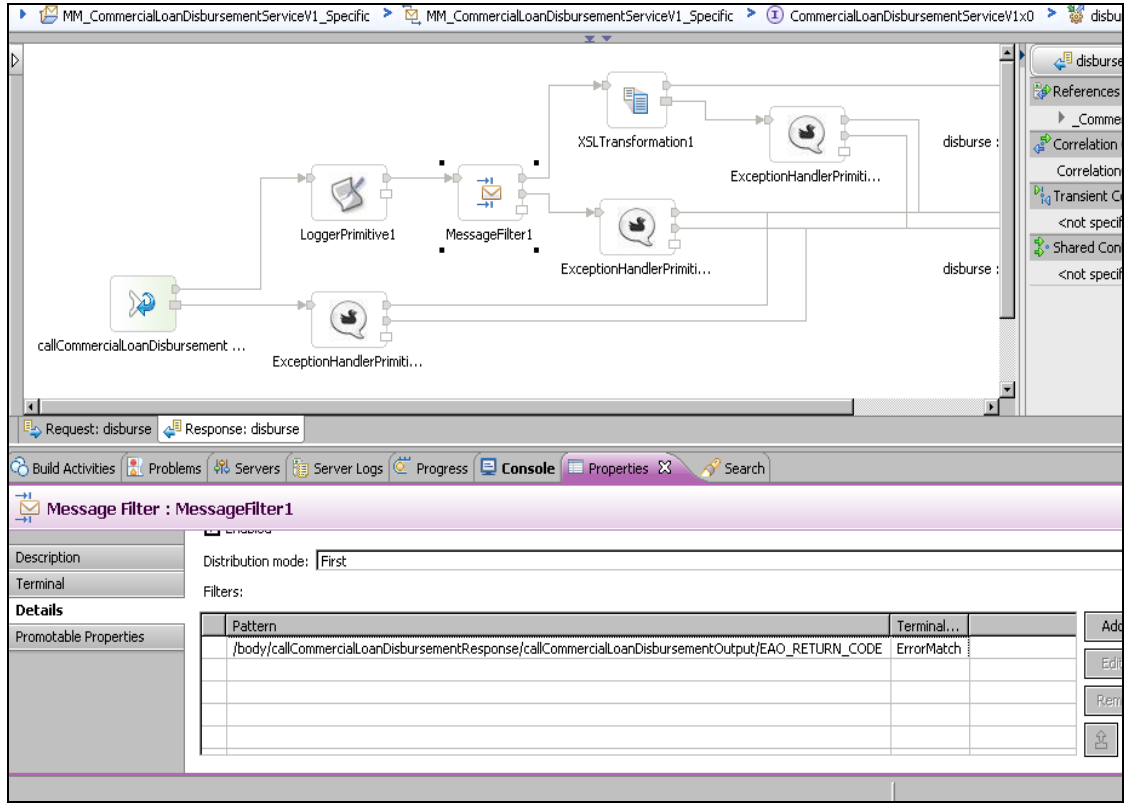 MM_CommercialLoanDisbursementServiceV1_Specific > MM_CommercialLoanDisbursementServiceV1_Specific > CommercialLoanDisbursementServiceV1x0 > disbu
disburse
References
_Comme
XSLTransformation1
disburse :
Correlation
ExceptionHandlerPrimiti...
Correlation
Transient C
LoggerPrimitive1
MessageFilter1
<not specif
Shared Con
ExceptionHandlerPrimiti...
disburse :
<not specif
callCommercialLoanDisbursement ...
ExceptionHandlerPrimiti...
Request: disburse
Response: disburse
Build Activities
Problems
Servers
Server Logs
Progress
Console
Properties
Search
Message Filter : MessageFilter1
Description
Distribution mode: First
Terminal
Filters:
Details
Pattern
Terminal...
Add
Promotable Properties
/body/callCommercialLoanDisbursementResponse/callCommercialLoanDisbursementOutput/EAO_RETURN_CODE
ErrorMatch
Edi
Rem